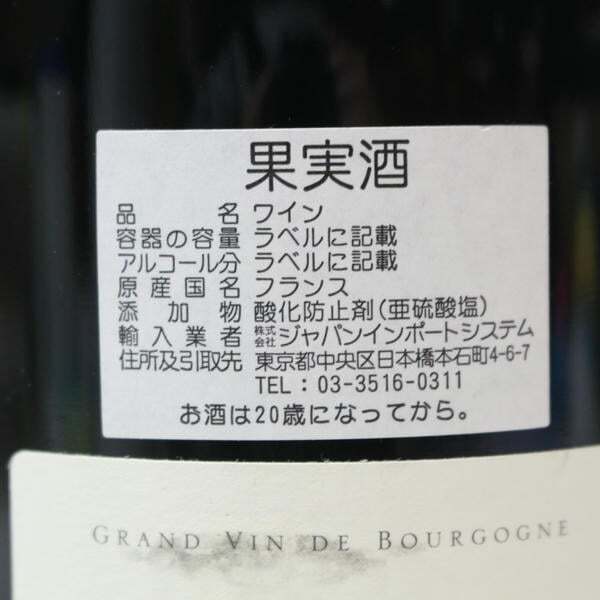 果実酒
品名 ワイン
容器の容量 ラベルに記載
アルコール分 ラベルに記載
原産国名 フランス
添加物 酸化防止剤(亜硫酸塩)
輸入業者 株式会社ジャパンインポートシステム
住所及引取先 東京都中央区日本橋本石町4-6-7
TEL:03-3516-0311
お酒は20歳になってから。
GRAND VIN DE BOURGOGNE